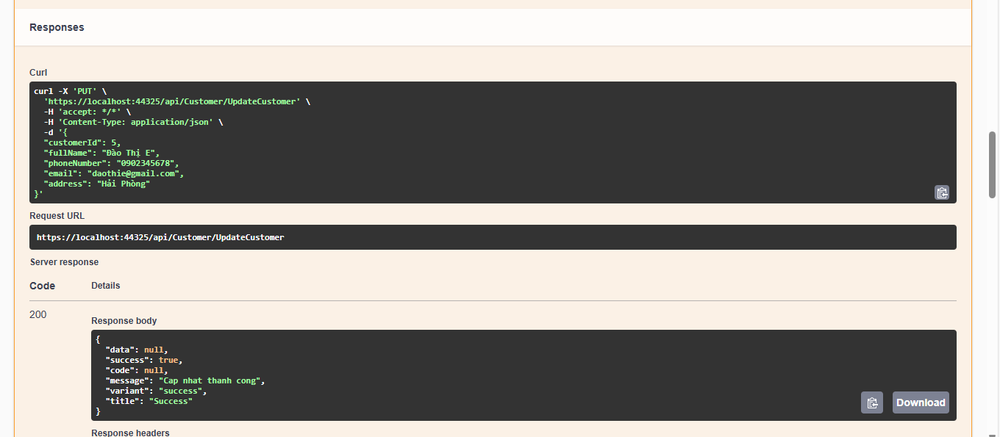 Responses
Curl
curl -X 'PUT' \
'https://localhost:44325/api/Customer/UpdateCustomer' \
-H 'accept: */*' \
-H 'Content-Type: application/json' \
-d '{
"customerId": 5,
"fullName": "Đào Thị E",
"phoneNumber": "0902345678",
"email": "daothie@gmail.com",
"address": "Hải Phòng"
}'
Request URL
https://localhost:44325/api/Customer/UpdateCustomer
Server response
Code Details
200
Response body
{
"data": null,
"success": true,
"code": null,
"message": "Cap nhat thanh cong",
"variant": "success",
"title": "Success"
}
Download
Response headers